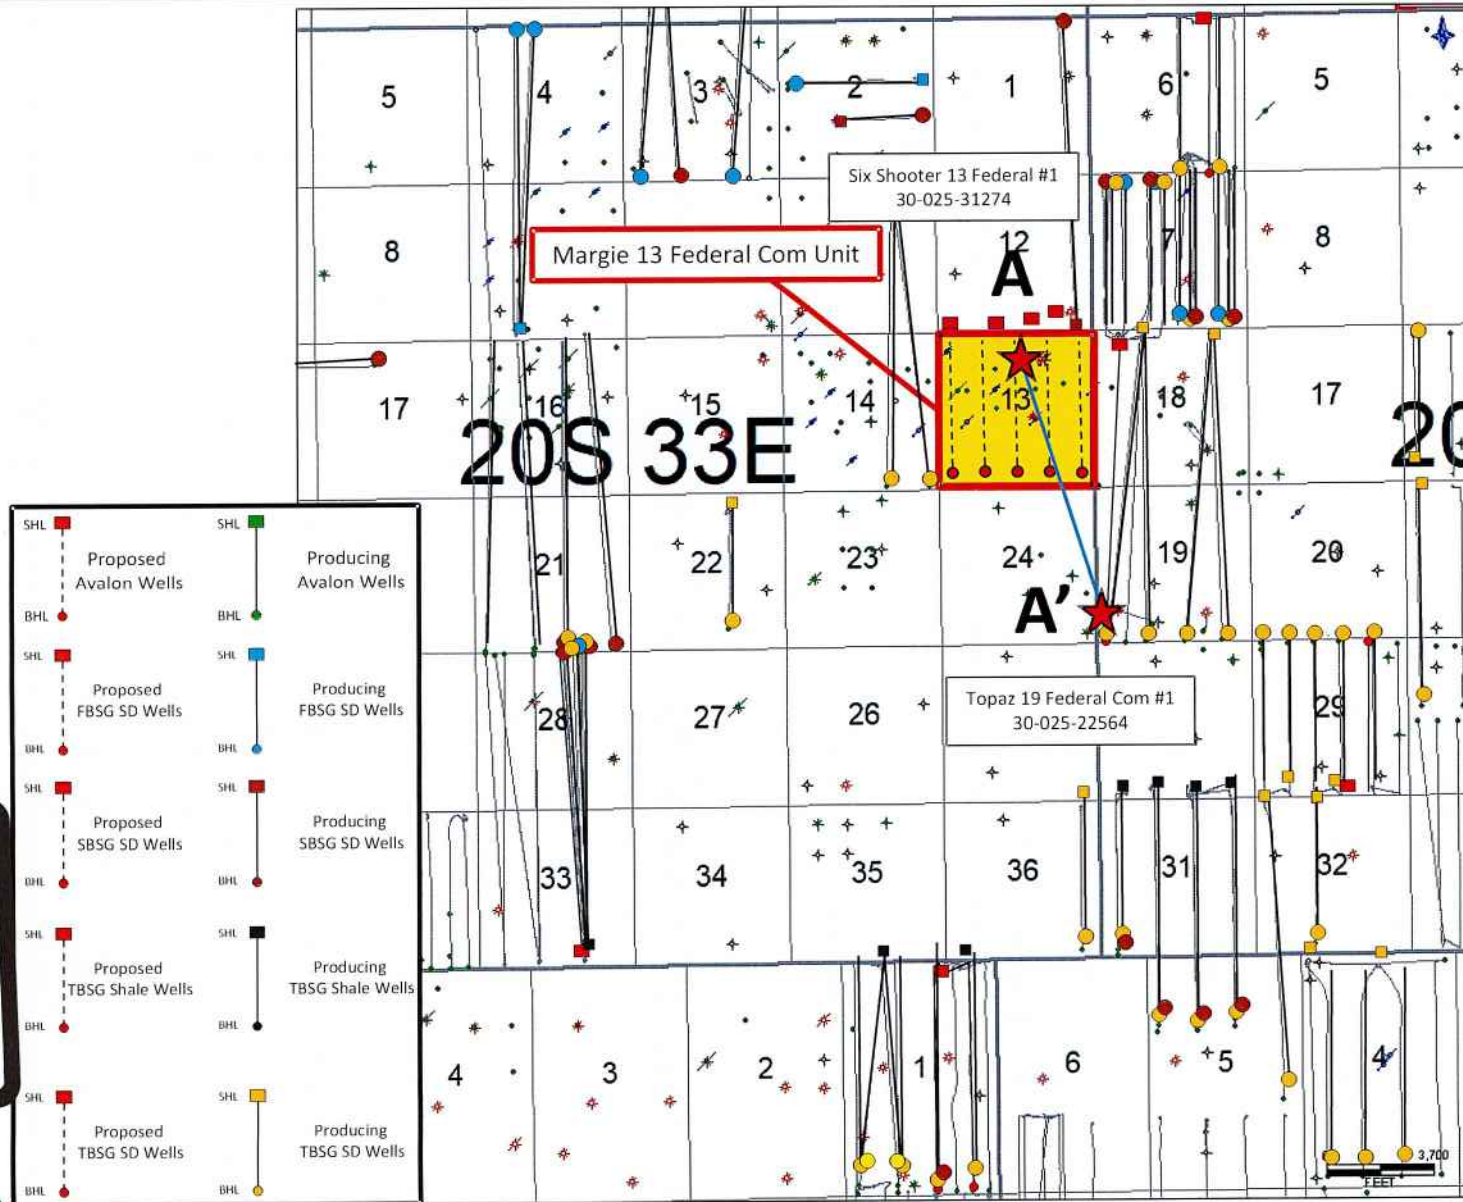 5
4
3
2
1
6
5
Six Shooter 13 Federal #1
30-025-31274
8
Margie 13 Federal Com Unit
12
7
8
A
17
16
15
14
13
18
17
20S 33E
20
21
22
23
24
19
20
A'
28
27
26
Topaz 19 Federal Com #1
30-025-22564
29
33
34
35
36
31
32
4
3
2
1
6
5
4
3,700
FEET
SHL
Proposed
Avalon Wells
BHL
SHL
Producing
Avalon Wells
BHL
SHL
Proposed
FBSG SD Wells
BHL
SHL
Producing
FBSG SD Wells
BHL
SHL
Proposed
SBSG SD Wells
BHL
SHL
Producing
SBSG SD Wells
BHL
SHL
Proposed
TBSG Shale Wells
BHL
SHL
Producing
TBSG Shale Wells
BHL
SHL
Proposed
TBSG SD Wells
BHL
SHL
Producing
TBSG SD Wells
BHL